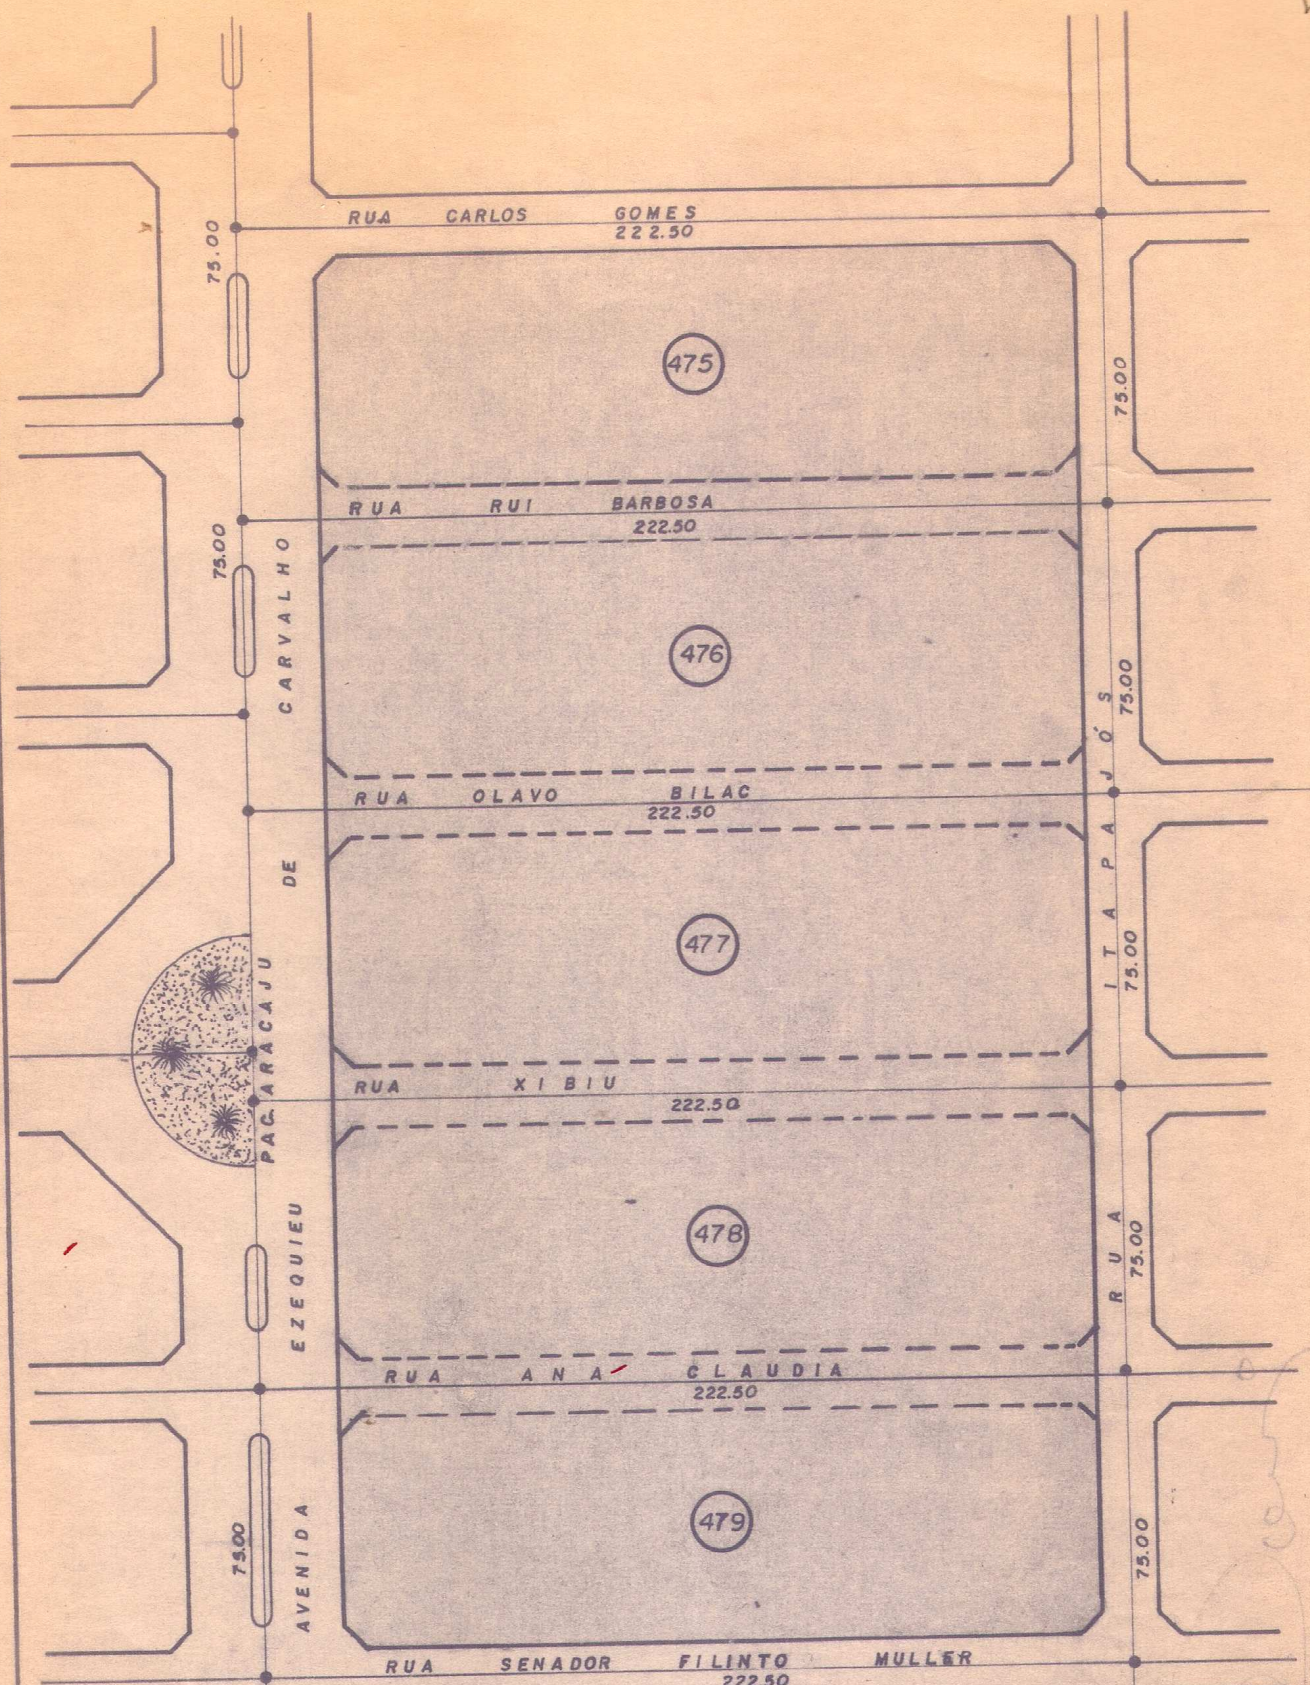 RUA CARLOS GOMES
222.50
75.00
475
75.00
RUA RUI BARBOSA
222.50
75.00
476
75.00
RUA OLAVO BILAC
222.50
477
75.00
RUA XIBIU
222.50
478
75.00
RUA ANA CLAUDIA
222.50
479
75.00
75.00
RUA SENADOR FILINTO MULLER
222.50
AVENIDA EZEQUIEU DE CARVALHO
PAÇ. ARACAJU
RUA ITAPAJÓS